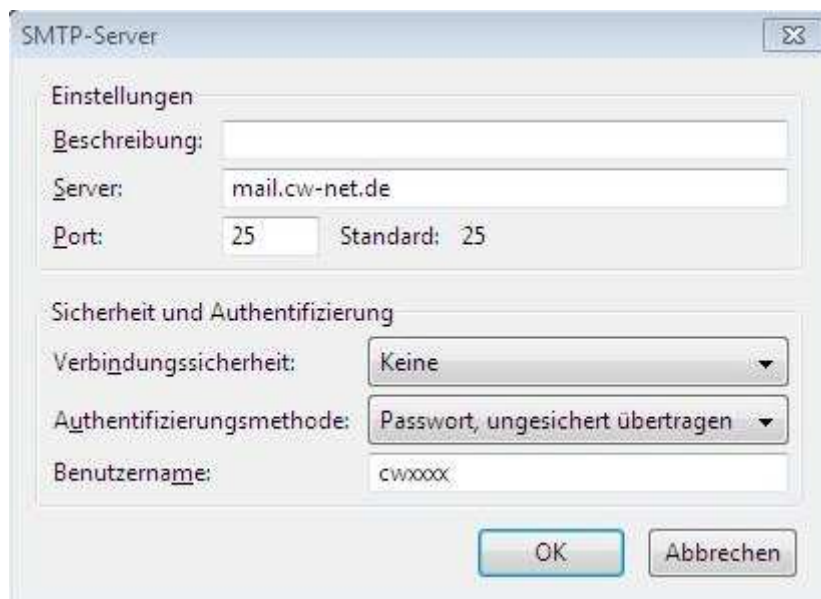 SMTP-Server
Einstellungen
Beschreibung:
Server: mail.cw-net.de
Port: 25 Standard: 25
Sicherheit und Authentifizierung
Verbindungssicherheit: Keine
Authentifizierungsmethode: Passwort, ungesichert übertragen
Benutzername: cwxxxx
OK Abbrechen